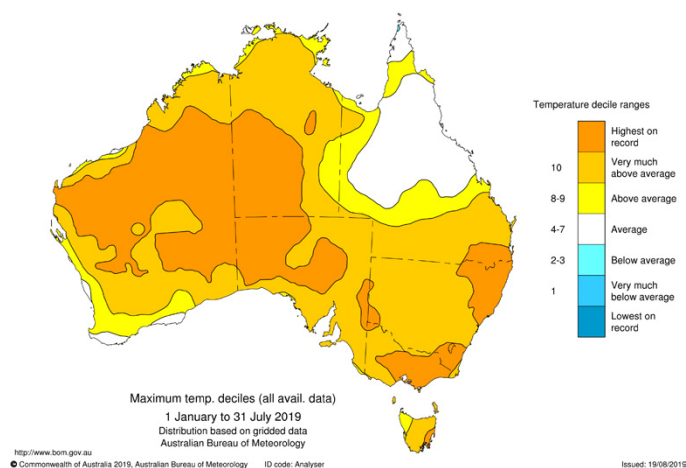 Temperature decile ranges
Highest on
record
10
Very much
above average
8-9
Above average
4-7
Average
2-3
Below average
1
Very much
below average
Lowest on
record
Maximum temp. deciles (all avail. data)
1 January to 31 July 2019
Distribution based on gridded data
Australian Bureau of Meteorology
http://www.bom.gov.au
© Commonwealth of Australia 2019, Australian Bureau of Meteorology ID code: Analyser Issued: 19/08/2019